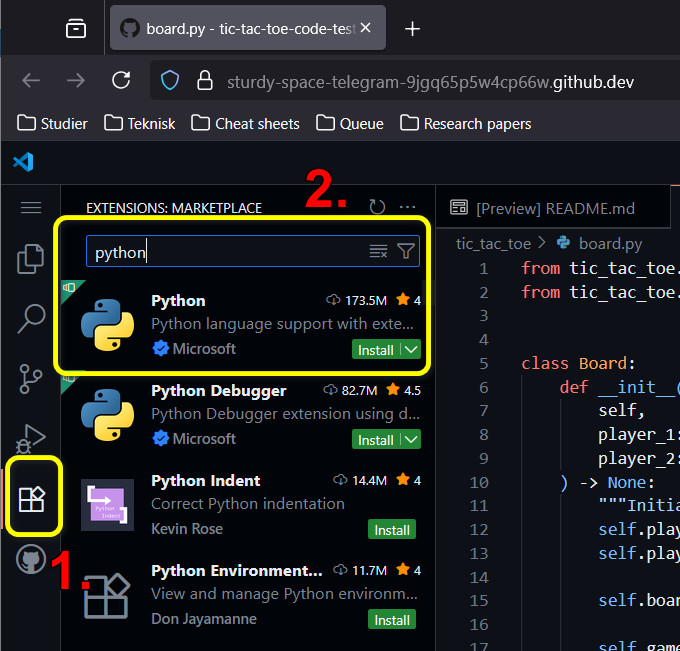 board.py - tic-tac-toe-code-test
sturdy-space-telegram-9jgq65p5w4cp66w.github.dev
Studier
Teknisk
Cheat sheets
Queue
Research papers
EXTENSIONS: MARKETPLACE
2.
python
Python 173.5M 4
Python language support with exte...
Microsoft Install
Python Debugger 82.7M 4.5
Python Debugger extension using d...
Microsoft Install
Python Indent 14.4M 4
Correct Python indentation
Kevin Rose Install
Python Indent
Python Environment... 11.7M 4
View and manage Python environm...
Don Jayamanne Install
1.
[Preview] README.md
tic_tac_toe > board.py
1 from tic_tac_toe.
2 from tic_tac_toe.
3
4
5 class Board:
6 def __init__(
7 self,
8 player_1:
9 player_2:
10 ) -> None:
11 """Initia
12 self.play
13 self.play
14
15 self.boar
16
17 self.game